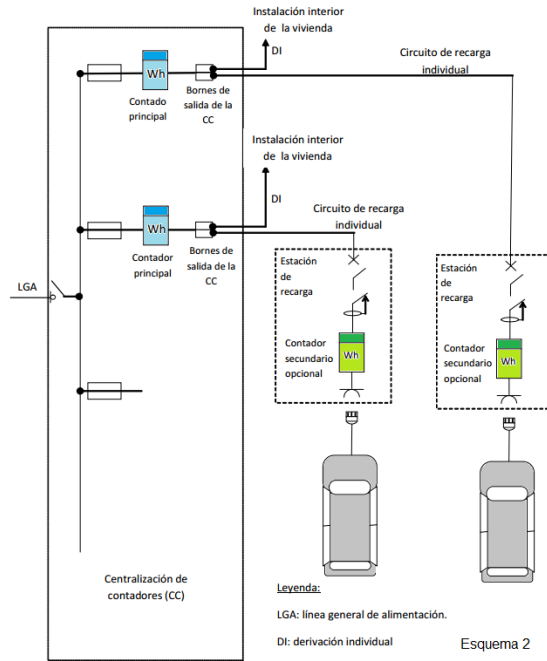 Instalación interior
de la vivienda
DI
Circuito de recarga
individual
Wh
Contado
principal
Bornes de
salida de la
CC
Instalación interior
de la vivienda
DI
Circuito de recarga
individual
Wh
Contador
principal
Bornes de
salida de la
CC
LGA
Estación
de
recarga
Contador
secundario
opcional
Wh
Estación
de
recarga
Contador
secundario
opcional
Wh
Centralización de
contadores (CC)
Leyenda:
LGA: línea general de alimentación.
DI: derivación individual
Esquema 2